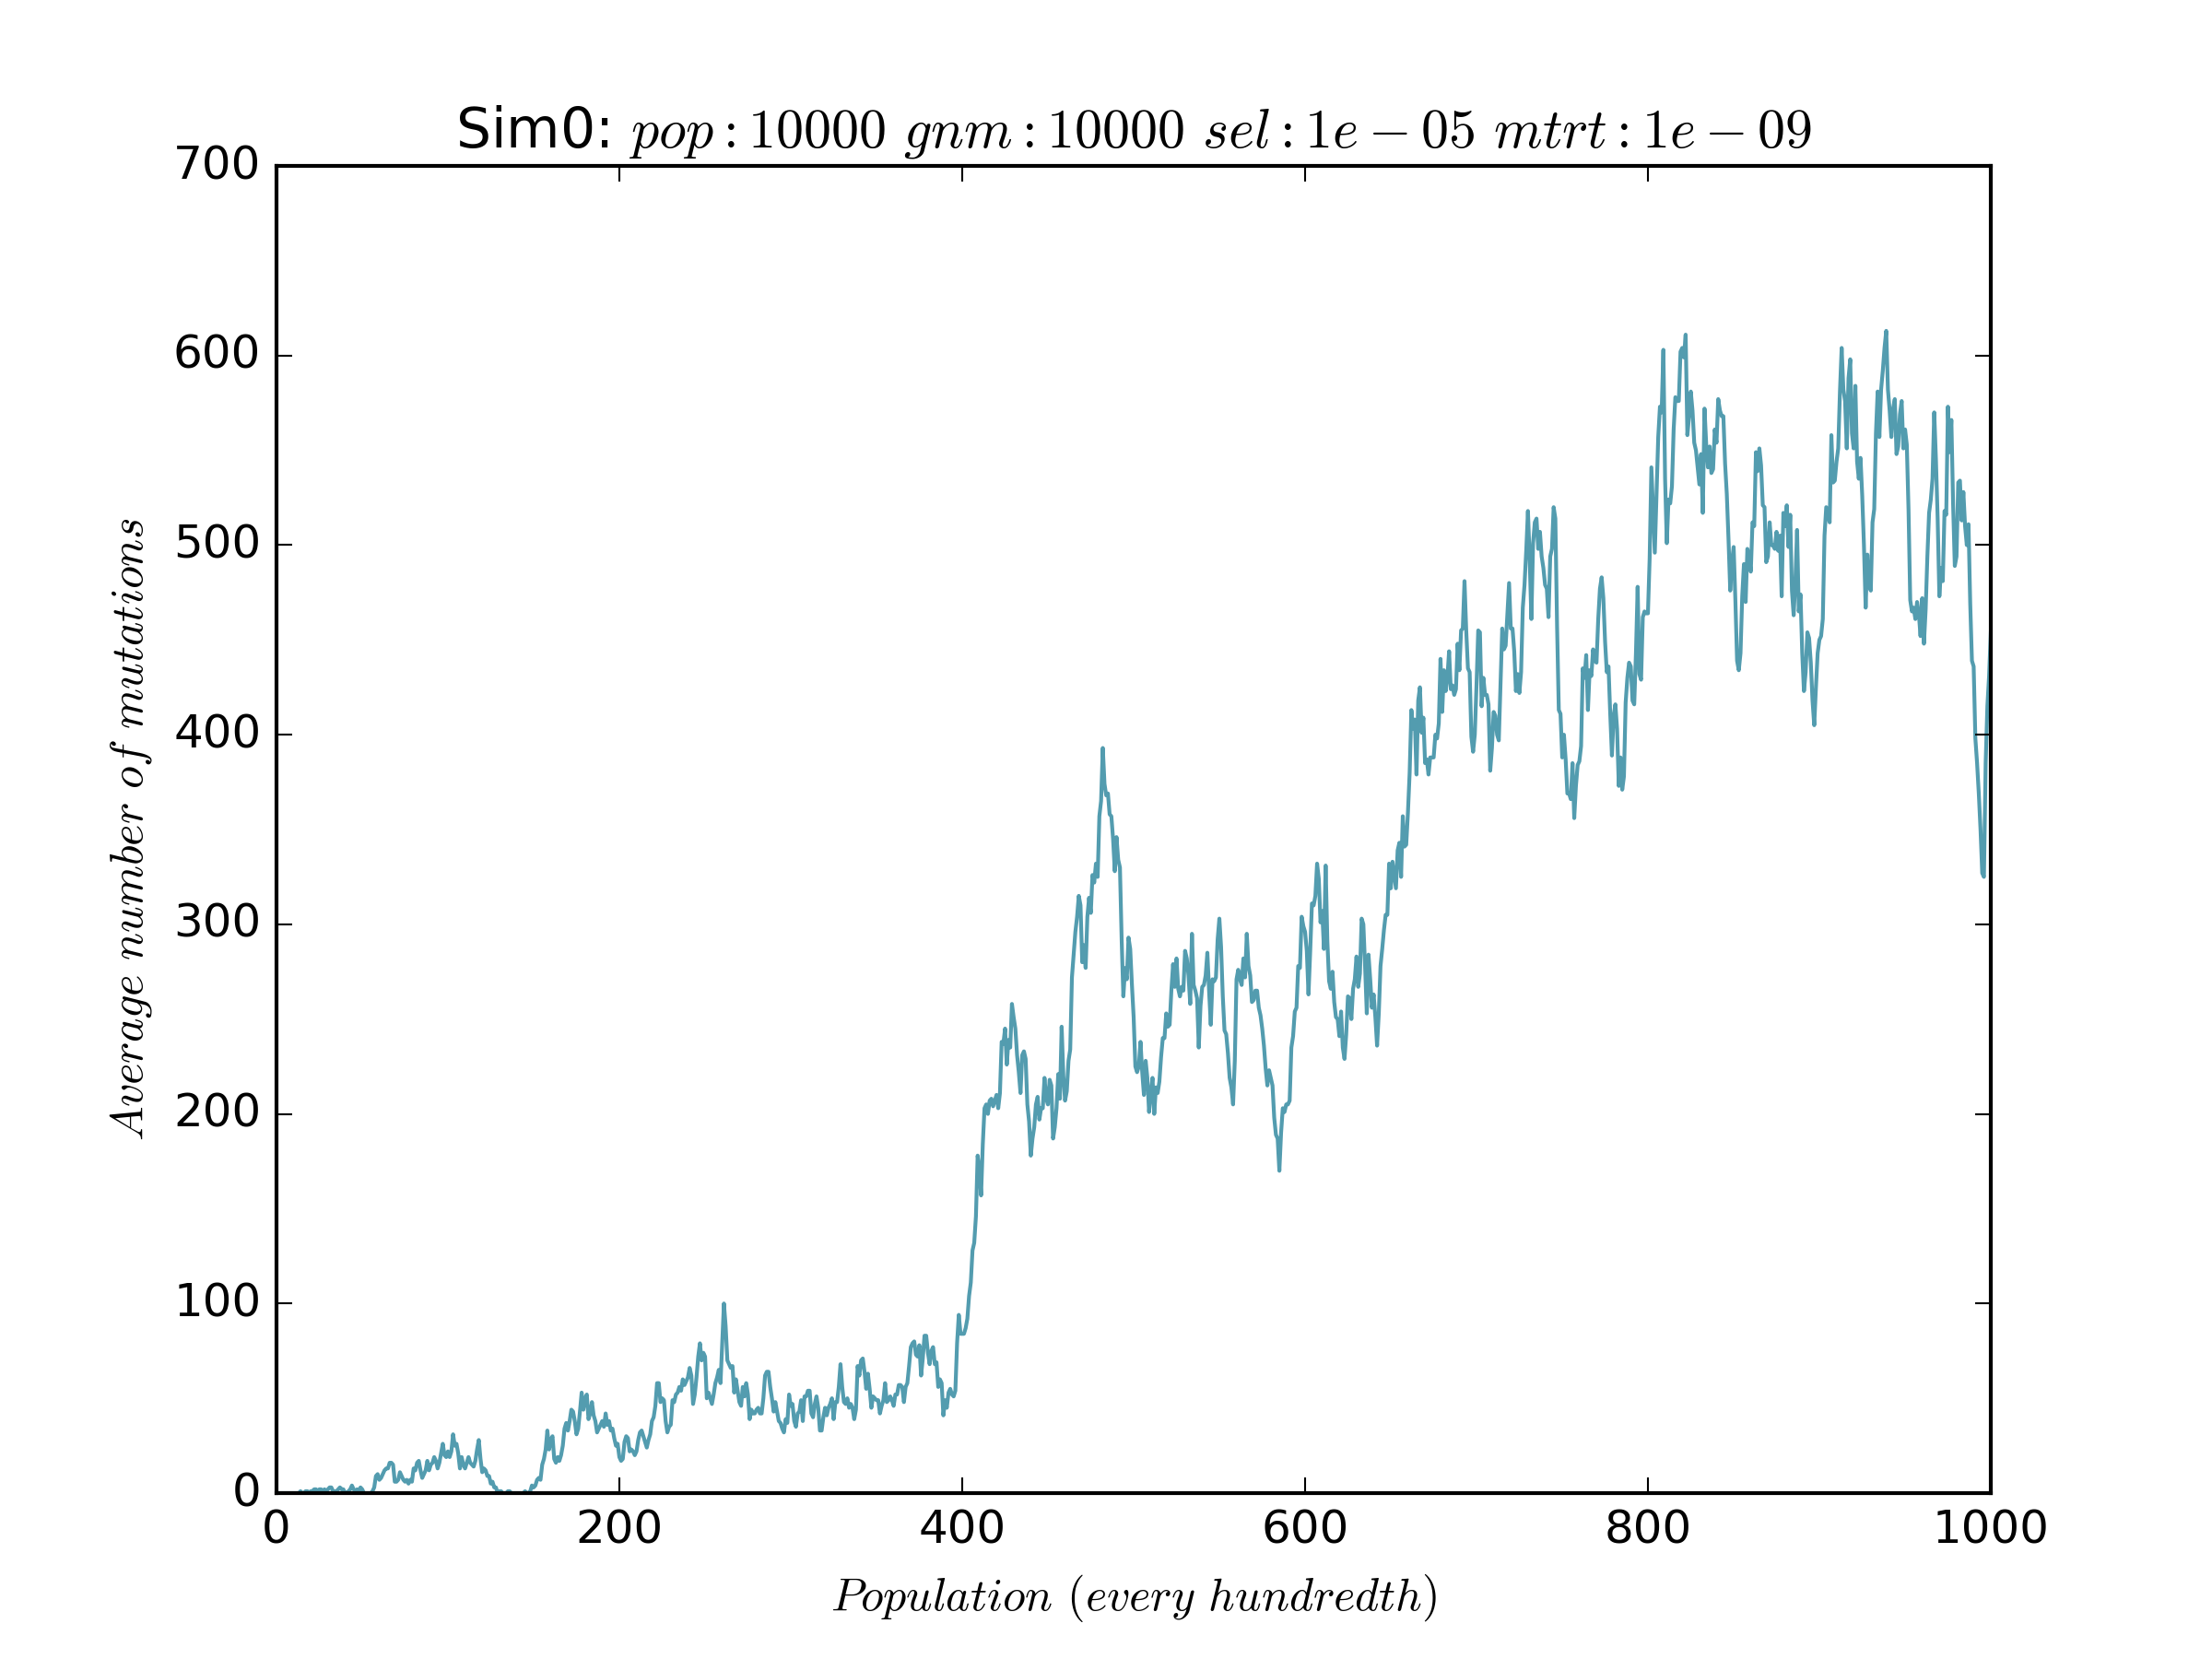 Sim0: pop : 10000 gnm : 10000 sel : 1e − 05 mtrt : 1e − 09
700
600
500
400
300
200
100
0
Average number of mutations
0 200 400 600 800 1000
Population (every hundredth)